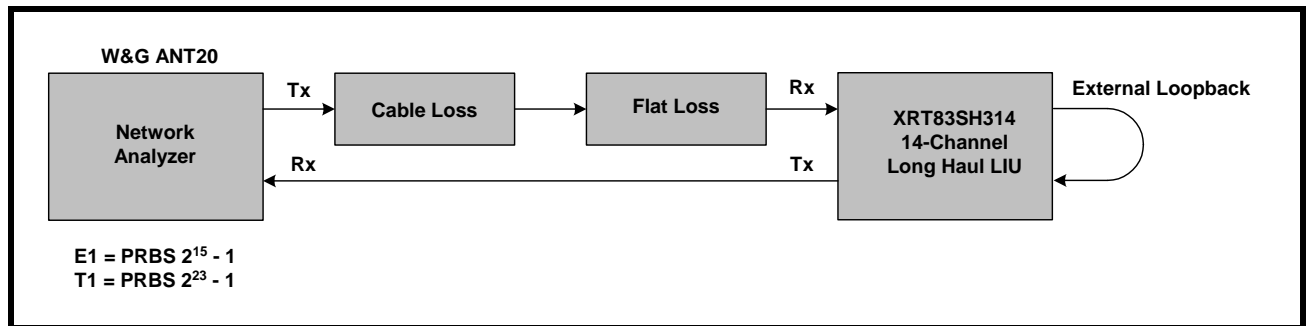 W&G ANT20
Network
Analyzer
Tx
Cable Loss
Flat Loss
Rx
XRT83SH314
14-Channel
Long Haul LIU
External Loopback
Rx
Tx
E1 = PRBS 2¹⁵ - 1
T1 = PRBS 2²³ - 1